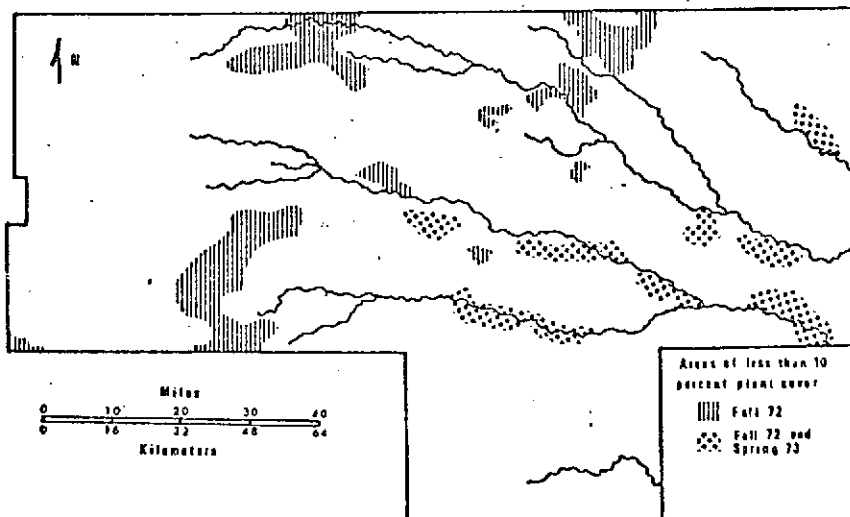 N
Miles
0 10 20 30 40
0 16 32 48 64
Kilometers
Areas of less than 10
percent plant cover
Fall 72
Fall 72 and
Spring 73